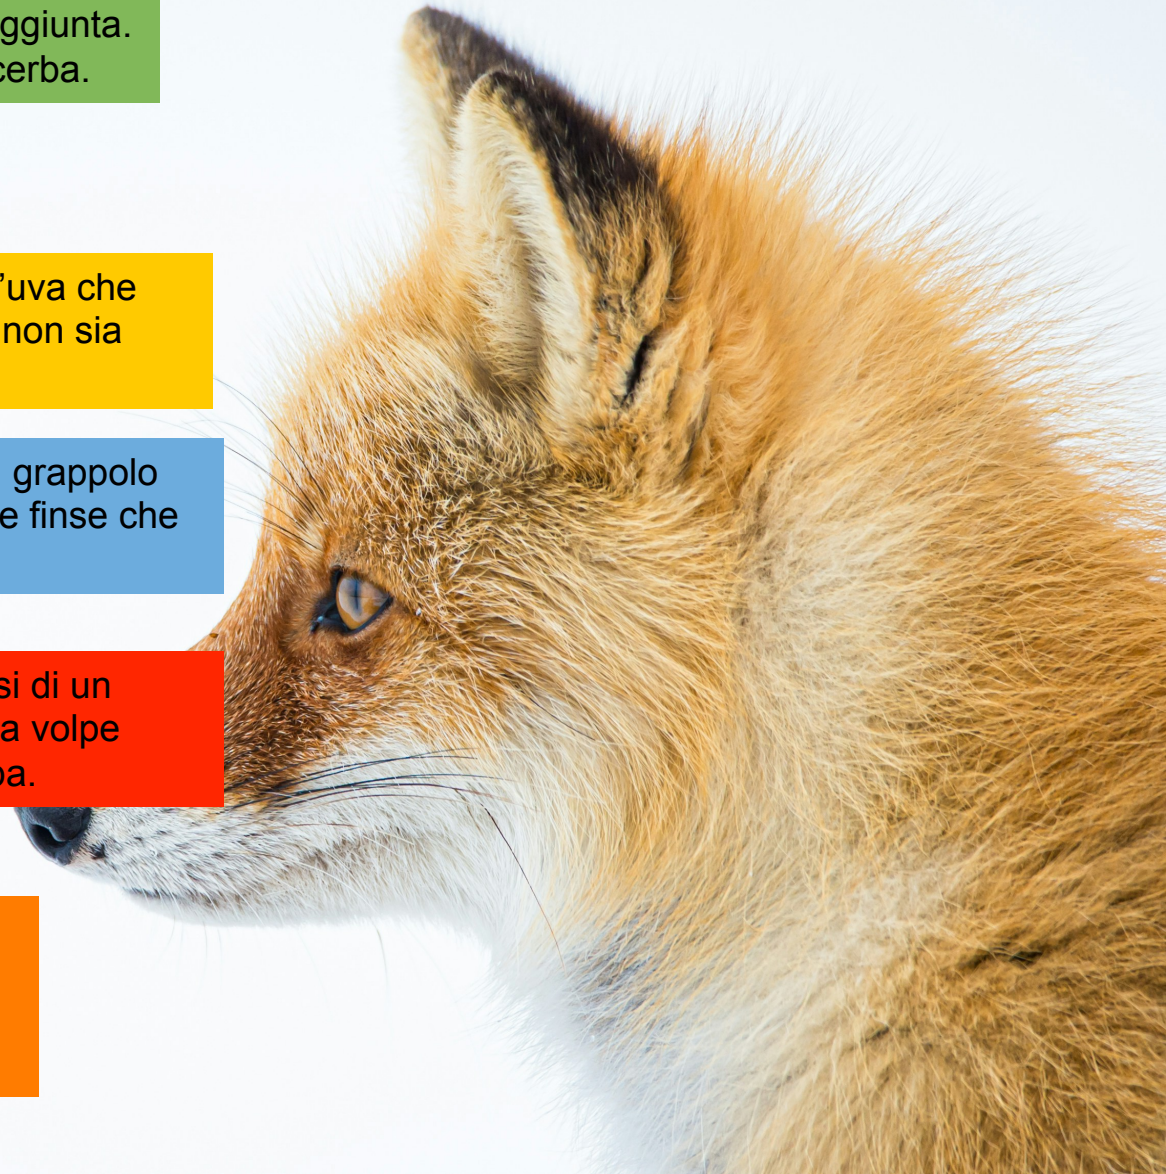 ggiunta.
cerba.
'uva che
non sia
grappolo
e finse che
si di un
a volpe
ba.